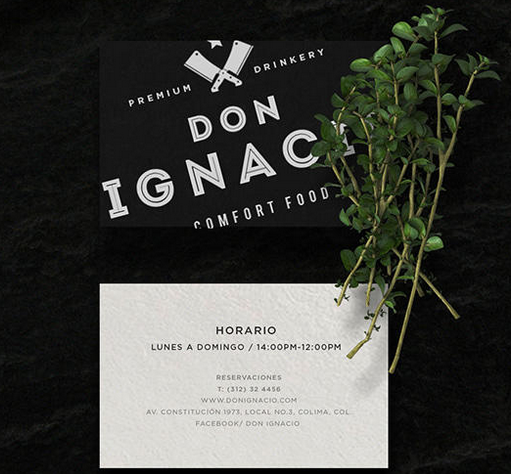 PREMIUM DRINKERY
DON
IGNACI
COMFORT FOOD
HORARIO
LUNES A DOMINGO / 14:00PM-12:00PM
RESERVACIONES
T: (312) 32 4456
WWW.DONIGNACIO.COM
AV. CONSTITUCIÓN 1973, LOCAL NO.3, COLIMA, COL.
FACEBOOK/ DON IGNACIO